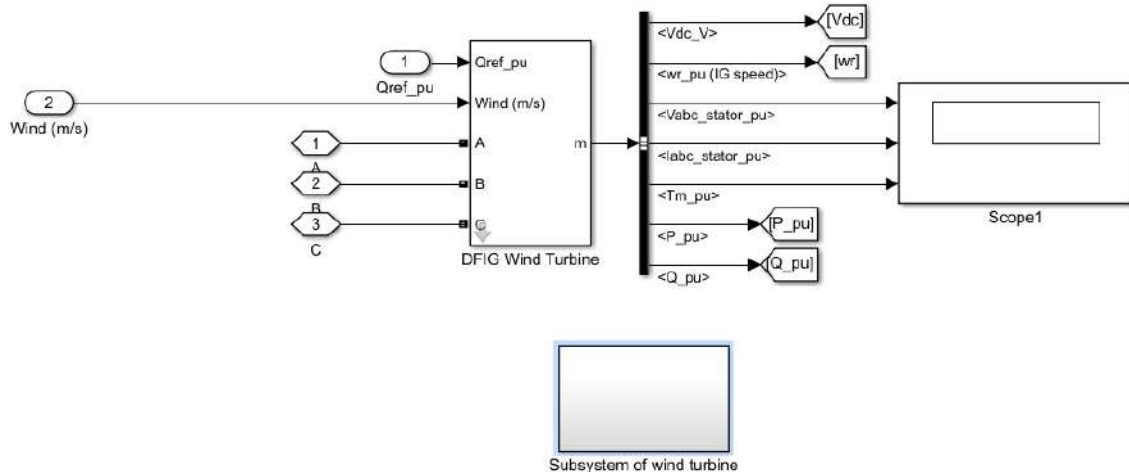 [Vdc]
<Vdc_V>
1
Qref_pu
Qref_pu
[wr]
<wr_pu (IG speed)>
2
Wind (m/s)
Wind (m/s)
<Vabc_stator_pu>
1
A
A
m
<Iabc_stator_pu>
2
B
B
<Tm_pu>
Scope1
3
C
C
[P_pu]
<P_pu>
DFIG Wind Turbine
[Q_pu]
<Q_pu>
Subsystem of wind turbine